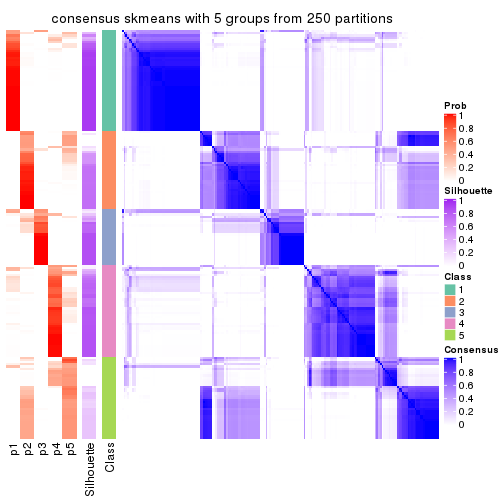 consensus skmeans with 5 groups from 250 partitions
Prob
1
0.8
0.6
0.4
0.2
0
Silhouette
1
0.8
0.6
0.4
0.2
0
Class
1
2
3
4
5
Consensus
1
0.8
0.6
0.4
0.2
0
p1
p2
p3
p4
p5
Silhouette
Class